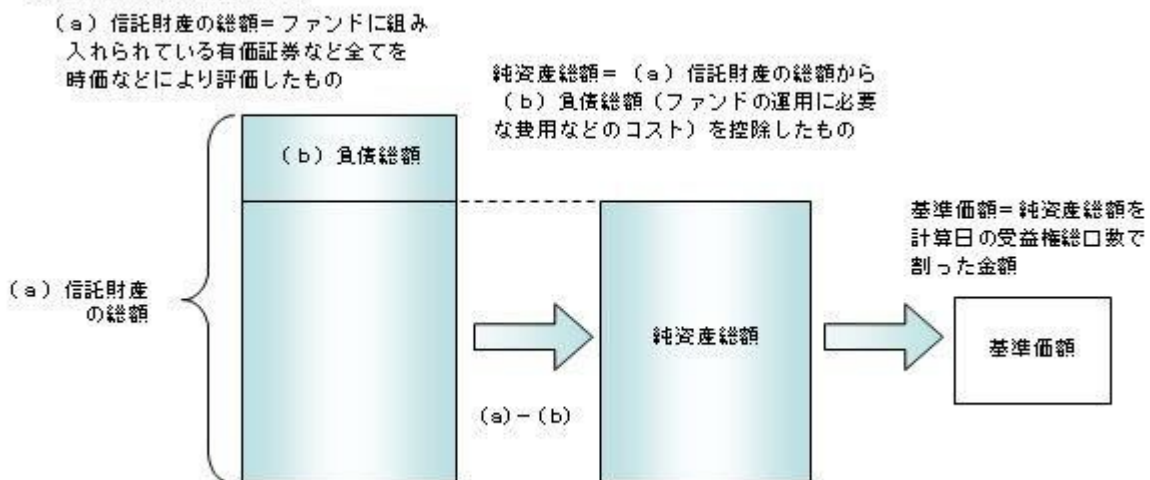 (a)信託財産の総額=ファンドに組み
入れられている有価証券など全てを
時価などにより評価したもの
純資産総額=(a)信託財産の総額から
(b)負債総額(ファンドの運用に必要
な費用などのコスト)を控除したもの
(b)負債総額
基準価額=純資産総額を
計算日の受益権総口数で
割った金額
(a)信託財産
の総額
純資産総額
基準価額
(a)-(b)